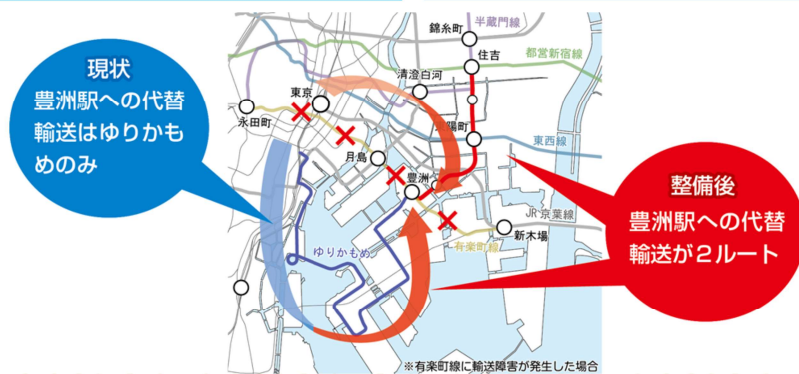 現状
豊洲駅への代替
輸送はゆりかも
めのみ
錦糸町
半蔵門線
住吉
都営新宿線
清澄白河
東京
永田町
陽町
東西線
月島
豊洲
JR京葉線
新木場
ゆりかもめ
有楽町線
整備後
豊洲駅への代替
輸送が2ルート
※有楽町線に輸送障害が発生した場合